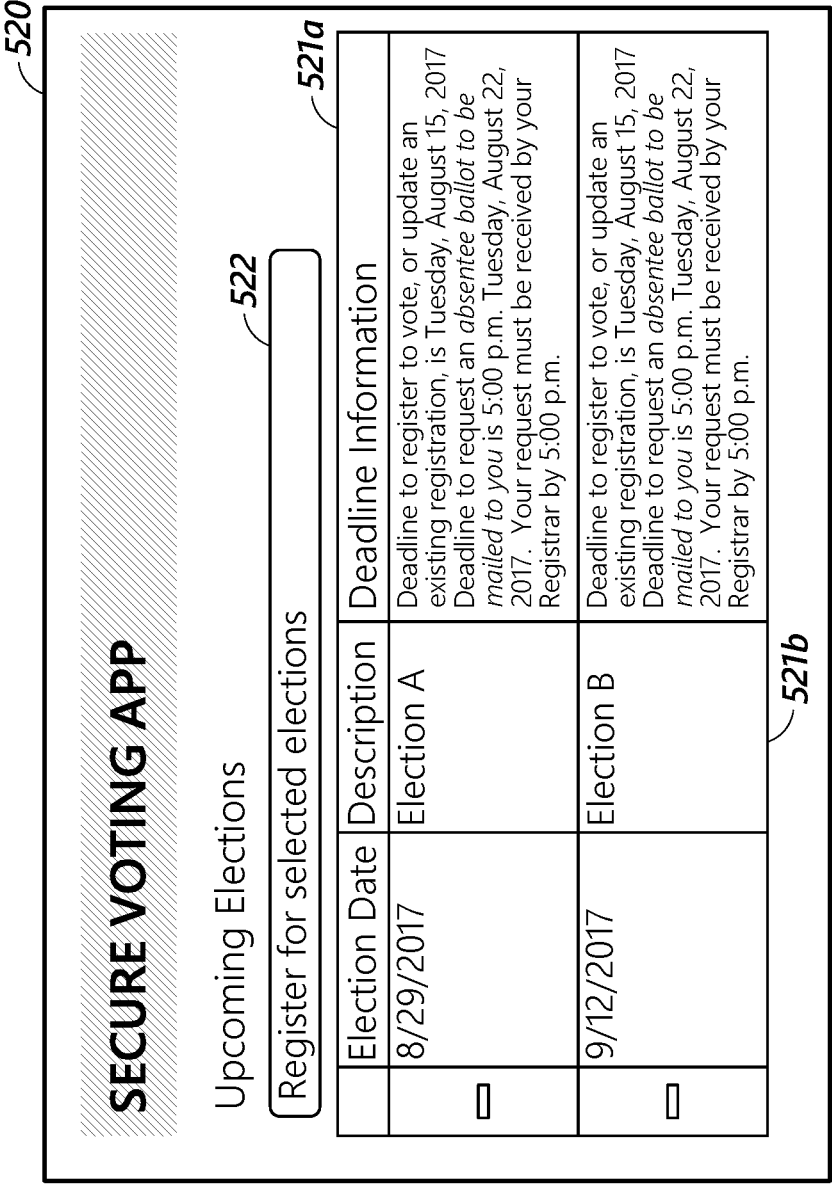 520
SECURE VOTING APP
Upcoming Elections
522
Register for selected elections
521a
Election Date Description Deadline Information
8/29/2017 Election A
Deadline to register to vote, or update an
existing registration, is Tuesday, August 15, 2017
Deadline to request an absentee ballot to be
mailed to you is 5:00 p.m. Tuesday, August 22,
2017. Your request must be received by your
Registrar by 5:00 p.m.
9/12/2017 Election B
Deadline to register to vote, or update an
existing registration, is Tuesday, August 15, 2017
Deadline to request an absentee ballot to be
mailed to you is 5:00 p.m. Tuesday, August 22,
2017. Your request must be received by your
Registrar by 5:00 p.m.
521b